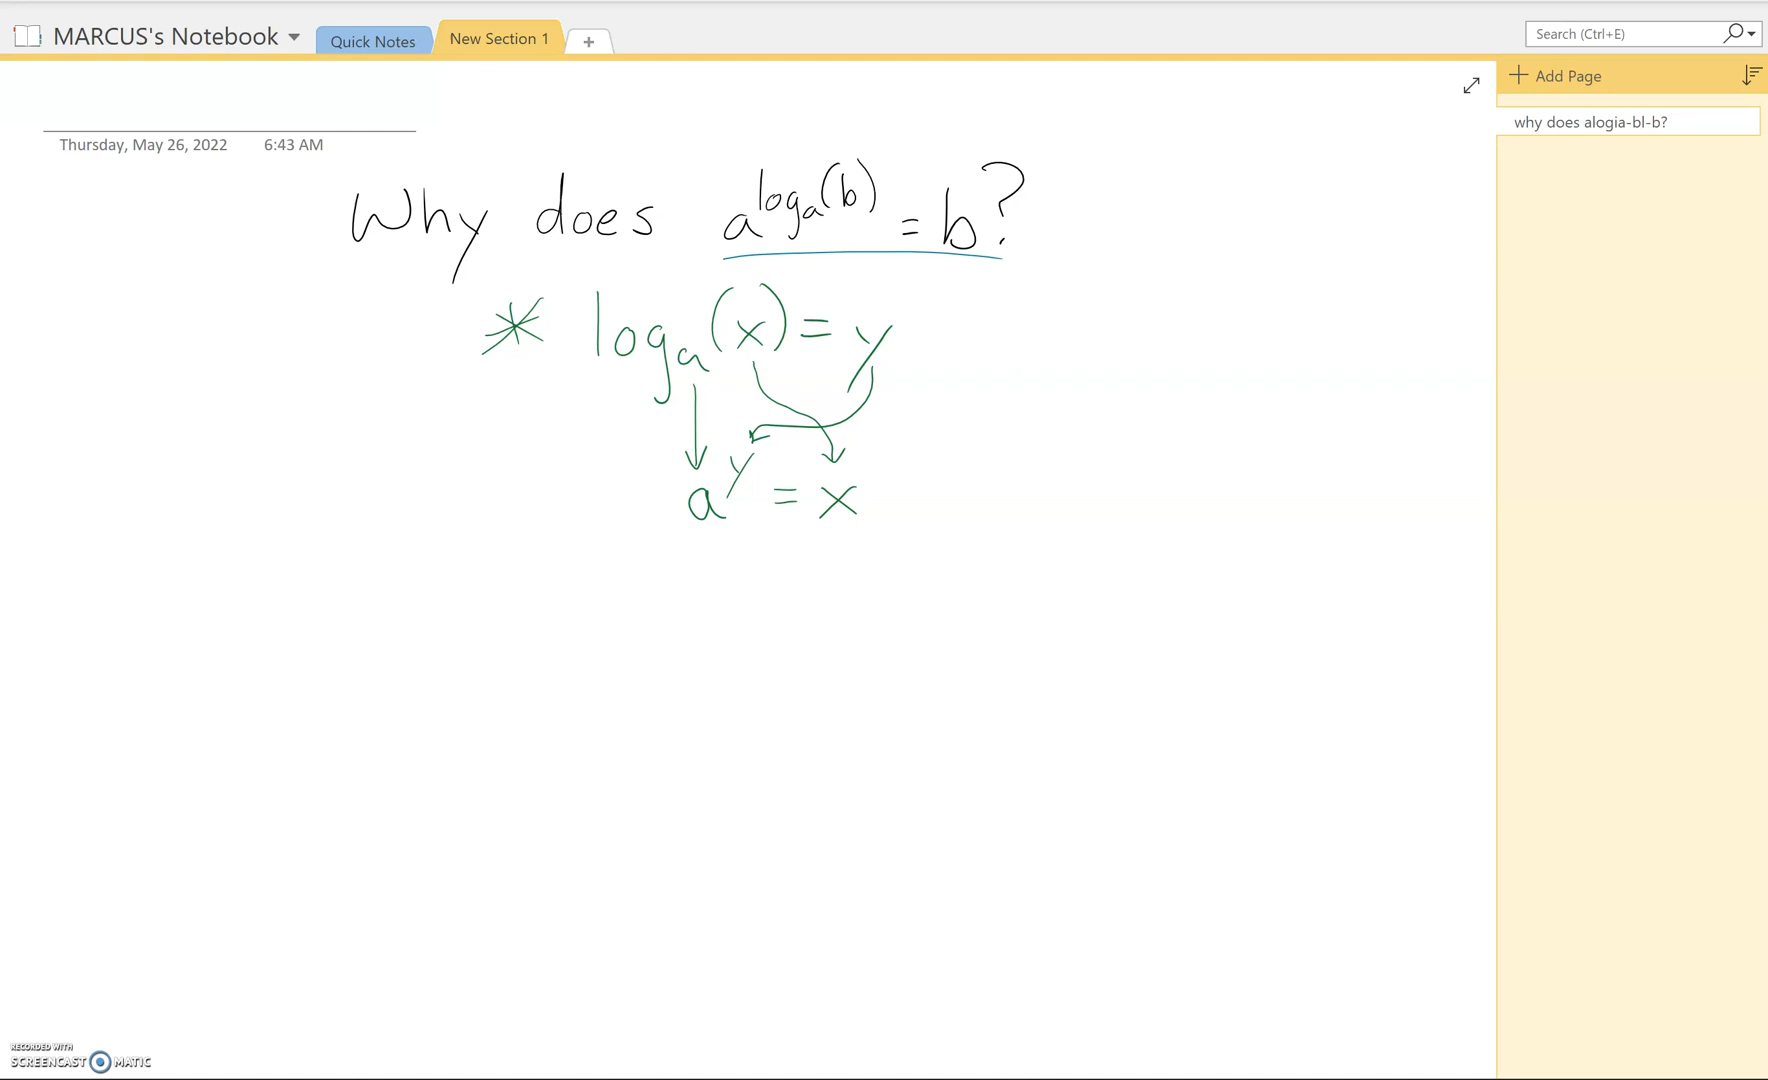 MARCUS's Notebook Quick Notes New Section 1 + Search (Ctrl+E)
Add Page
why does alogia-bl-b?
Thursday, May 26, 2022 6:43 AM
Why does a^log_a(b) = b?
* log_a(x) = y
a^y = x
RECORDED WITH
SCREENCAST MATIC